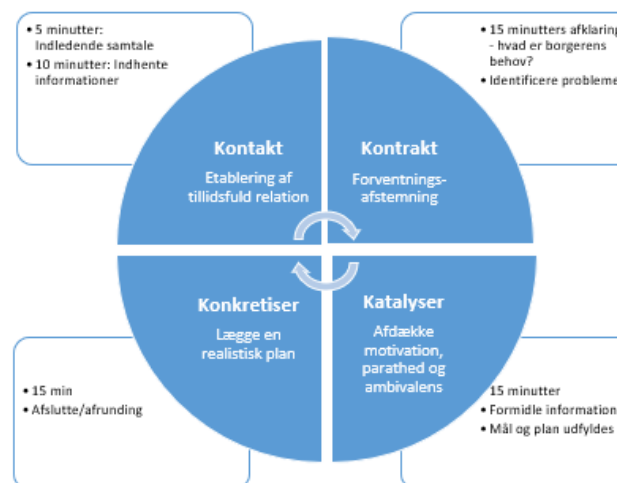 • 5 minutter:
Indledende samtale
• 10 minutter: Indhente
informationer
• 15 minutters afklaring
- hvad er borgerens
behov?
• Identificere probleme
Kontakt
Etablering af
tillidsfuld relation
Kontrakt
Forventnings-
afstemning
Konkretiser
Lægge en
realistisk plan
Katalyser
Afdække
motivation,
parathed og
ambivalens
• 15 min
• Afslutte/afrunding
15 minutter
• Formidle information
• Mål og plan udfyldes